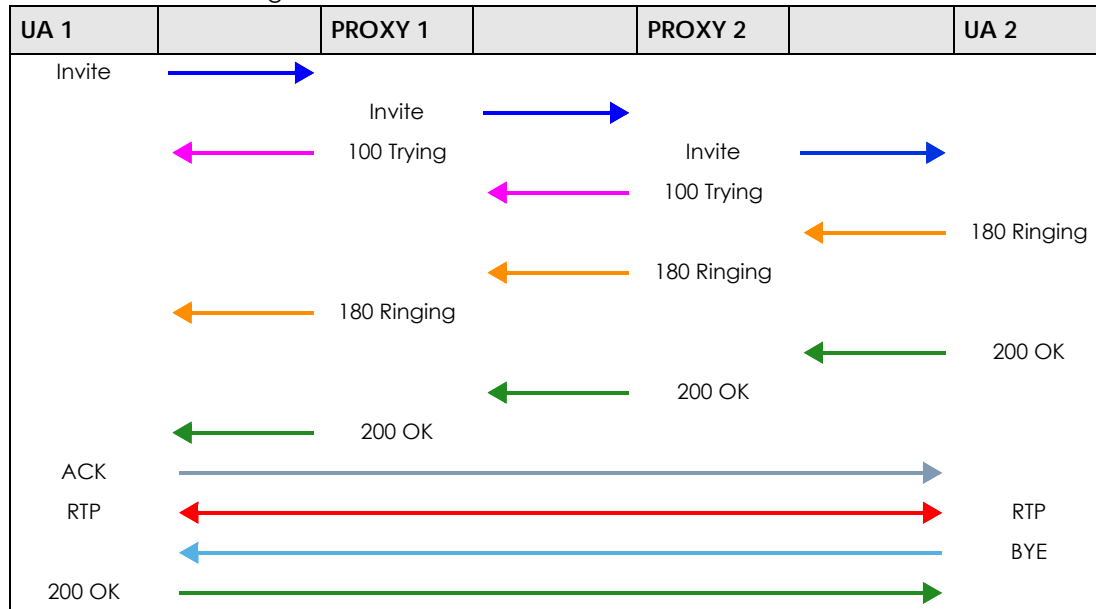 UA 1 PROXY 1 PROXY 2 UA 2
Invite
Invite
100 Trying Invite
100 Trying
180 Ringing
180 Ringing
180 Ringing
200 OK
200 OK
200 OK
ACK
RTP RTP
BYE
200 OK